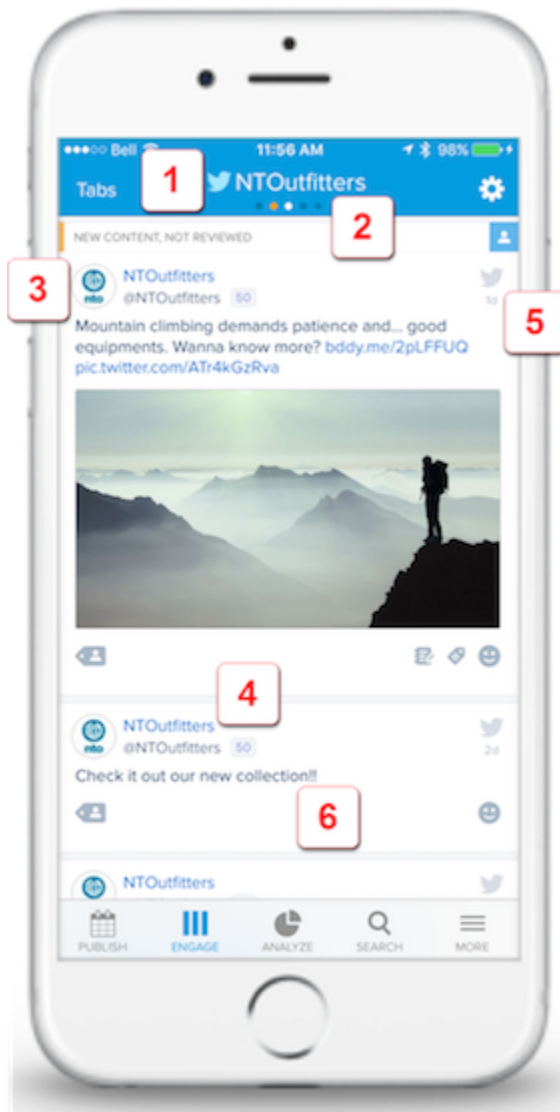 Bell 11:56 AM 98%
Tabs 1 NTOutfitters
2
NEW CONTENT, NOT REVIEWED
3 NTOutfitters
nto @NTOutfitters 50 1d 5
Mountain climbing demands patience and... good
equipments. Wanna know more? bddy.me/2pLFFUQ
pic.twitter.com/ATr4kGzRva
4
NTOutfitters
nto @NTOutfitters 50 2d
Check it out our new collection!!
6
NTOutfitters
PUBLISH ENGAGE ANALYZE SEARCH MORE